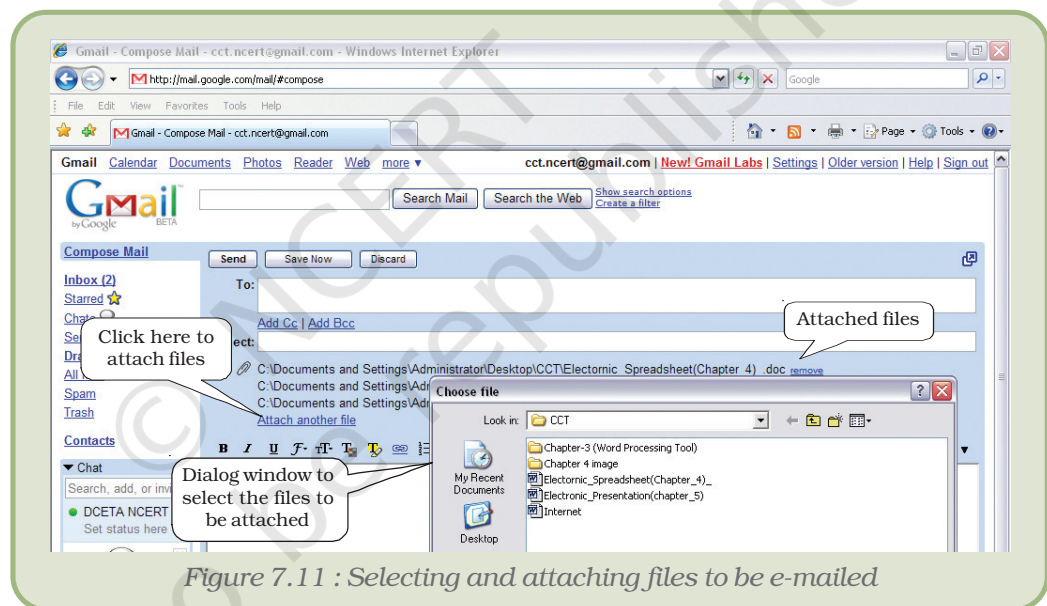 Gmail - Compose Mail - cct.ncert@gmail.com - Windows Internet Explorer
http://mail.google.com/mail/#compose
Google
File Edit View Favorites Tools Help
Gmail - Compose Mail - cct.ncert@gmail.com
Page Tools
Gmail Calendar Documents Photos Reader Web more
cct.ncert@gmail.com | New! Gmail Labs | Settings | Older version | Help | Sign out
Gmail
by Google BETA
Search Mail Search the Web Show search options
Create a filter
Compose Mail
Send Save Now Discard
Inbox (2)
To:
Starred
Chats
Add Cc | Add Bcc
Attached files
Click here to
attach files
ect:
C:\Documents and Settings\Administrator\Desktop\CCT\Electornic Spreadsheet(Chapter 4) .doc remove
C:\Documents and Settings\Adr
C:\Documents and Settings\Adr
Attach another file
Spam
Trash
Contacts
Choose file
Look in: CCT
B I U
Chapter-3 (Word Processing Tool)
Chapter 4 image
Electornic_Spreadsheet(Chapter_4)_
Electronic_Presentation(chapter_5)
Internet
My Recent
Documents
Desktop
Chat
Search, add, or invi
DCETA NCERT
Set status here
Dialog window to
select the files to
be attached
Figure 7.11 : Selecting and attaching files to be e-mailed
© NCERT
be republishe